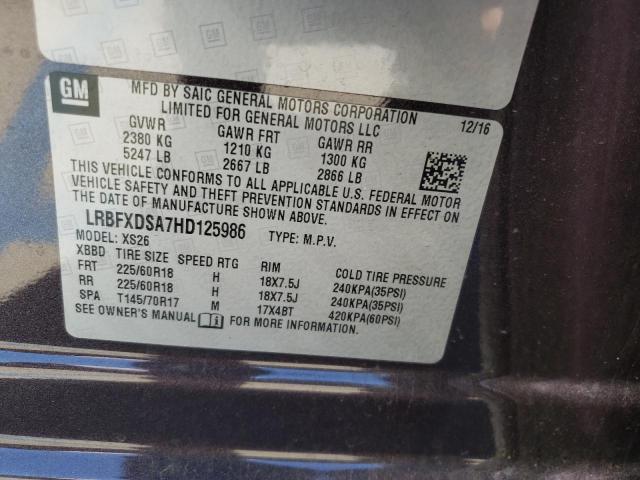 GM
MFD BY SAIC GENERAL MOTORS CORPORATION
LIMITED FOR GENERAL MOTORS LLC
12/16
GVWR GAWR FRT GAWR RR
2380 KG 1210 KG 1300 KG
5247 LB 2667 LB 2866 LB
THIS VEHICLE CONFORMS TO ALL APPLICABLE U.S. FEDERAL MOTOR
VEHICLE SAFETY AND THEFT PREVENTION STANDARDS IN EFFECT ON
THE DATE OF MANUFACTURE SHOWN ABOVE.
LRBFXDSA7HD125986 TYPE: M.P.V.
MODEL: XS26
XBBD TIRE SIZE SPEED RTG RIM COLD TIRE PRESSURE
FRT 225/60R18 H 18X7.5J 240KPA(35PSI)
RR 225/60R18 H 18X7.5J 240KPA(35PSI)
SPA T145/70R17 M 17X4BT 420KPA(60PSI)
SEE OWNER'S MANUAL FOR MORE INFORMATION.